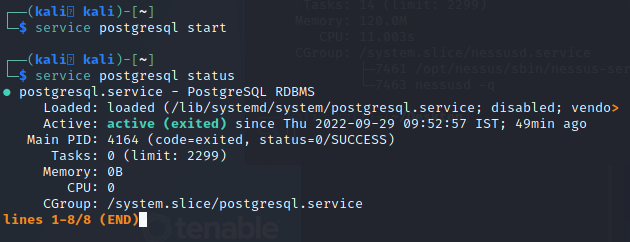 Tasks: 14 (limit: 2299)
Memory: 120.0M
CPU: 11.003s
CGroup: /system.slice/nessusd.service
├─7461 /opt/nessus/sbin/nessus-ser
└─7463 nessusd -q
┌──(kali㉿kali)-[~]
└─$ service postgresql start
┌──(kali㉿kali)-[~]
└─$ service postgresql status
● postgresql.service - PostgreSQL RDBMS
Loaded: loaded (/lib/systemd/system/postgresql.service; disabled; vendo>
Active: active (exited) since Thu 2022-09-29 09:52:57 IST; 49min ago
Main PID: 4164 (code=exited, status=0/SUCCESS)
Tasks: 0 (limit: 2299)
Memory: 0B
CPU: 0
CGroup: /system.slice/postgresql.service
lines 1-8/8 (END)
tenable